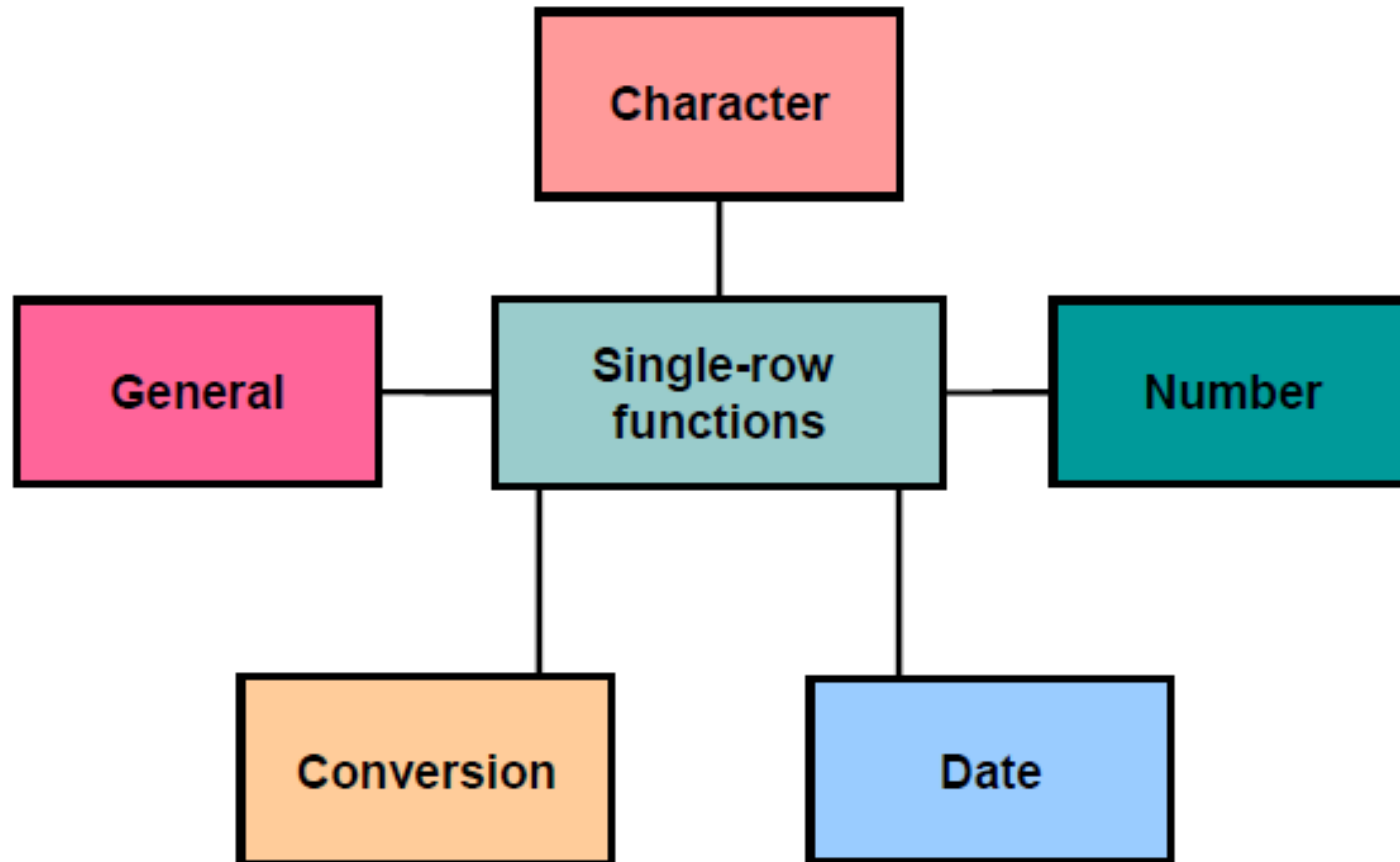 Character
General
Single-row
functions
Number
Conversion
Date